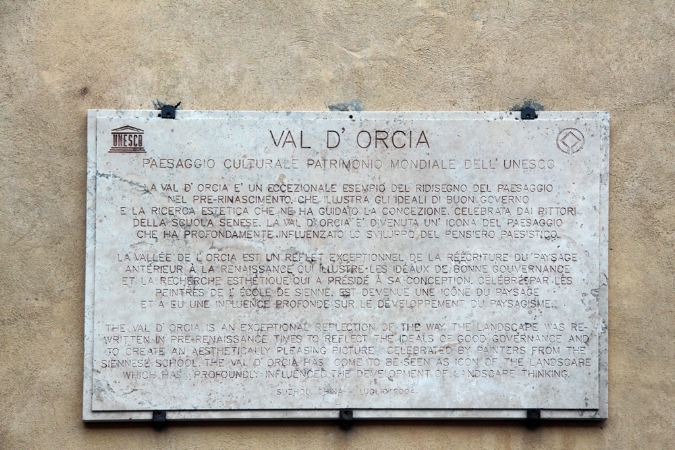 UNESCO
VAL D' ORCIA
PAESAGGIO CULTURALE PATRIMONIO MONDIALE DELL' UNESCO
LA VAL D' ORCIA E' UN ECCEZIONALE ESEMPIO DEL RIDISEGNO DEL PAESAGGIO
NEL PRE-RINASCIMENTO, CHE ILLUSTRA GLI IDEALI DI BUON GOVERNO
E LA RICERCA ESTETICA CHE NE HA GUIDATO LA CONCEZIONE. CELEBRATA DAI PITTORI
DELLA SCUOLA SENESE, LA VAL D' ORCIA E' DIVENUTA UN' ICONA DEL PAESAGGIO
CHE HA PROFONDAMENTE INFLUENZATO LO SVILUPPO DEL PENSIERO PAESISTICO.
LA VALLÉE DE L'ORCIA EST UN REFLET EXCEPTIONNEL DE LA RÉÉCRITURE DU PAYSAGE
ANTÉRIEUR À LA RENAISSANCE QUI ILLUSTRE LES IDÉAUX DE BONNE GOUVERNANCE
ET LA RECHERCHE ESTHÉTIQUE QUI A PRÉSIDÉ À SA CONCEPTION. CÉLÉBRÉ PAR LES
PEINTRES DE L'ÉCOLE DE SIENNE, EST DEVENUE UNE ICÔNE DU PAYSAGE
ET A EU UNE INFLUENCE PROFONDE SUR LE DÉVELOPPEMENT DU PAYSAGISME.
THE VAL D' ORCIA IS AN EXCEPTIONAL REFLECTION OF THE WAY THE LANDSCAPE WAS RE-
WRITTEN IN PRE-RENAISSANCE TIMES TO REFLECT THE IDEALS OF GOOD GOVERNANCE AND
TO CREATE AN AESTHETICALLY PLEASING PICTURE. CELEBRATED BY PAINTERS FROM THE
SIENNESE SCHOOL, THE VAL D' ORCIA HAS COME TO BE SEEN AS ICON OF THE LANDSCAPE
WHICH HAS PROFOUNDLY INFLUENCED THE DEVELOPMENT OF LANDSCAPE THINKING.
SUZHOU, CHINA - LUGLIO 2004